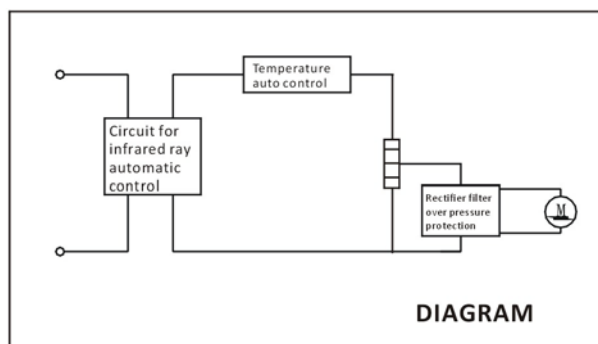 Temperature
auto control
Circuit for
infrared ray
automatic
control
Rectifier filter
over pressure
protection
M
DIAGRAM